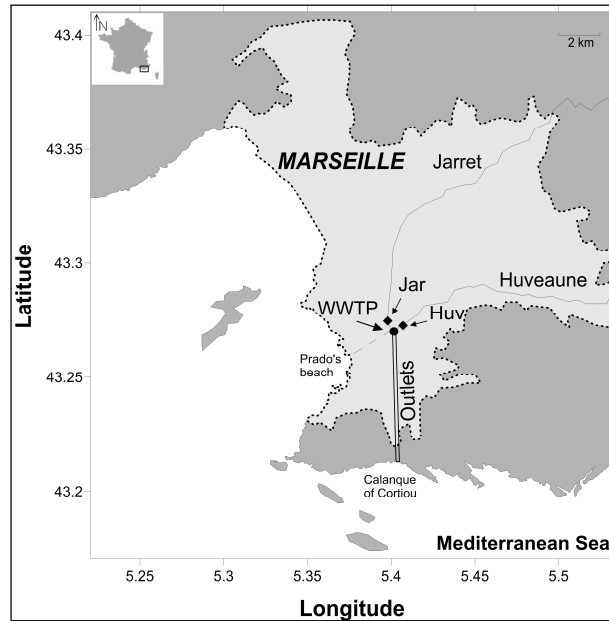 N
43.4
2 km
43.35
MARSEILLE
Jarret
43.3
Huveaune
Jar
WWTP
Huv
Prado's
beach
43.25
Outlets
Calanque
of Cortiou
43.2
Mediterranean Sea
5.25
5.3
5.35
5.4
5.45
5.5
Latitude
Longitude